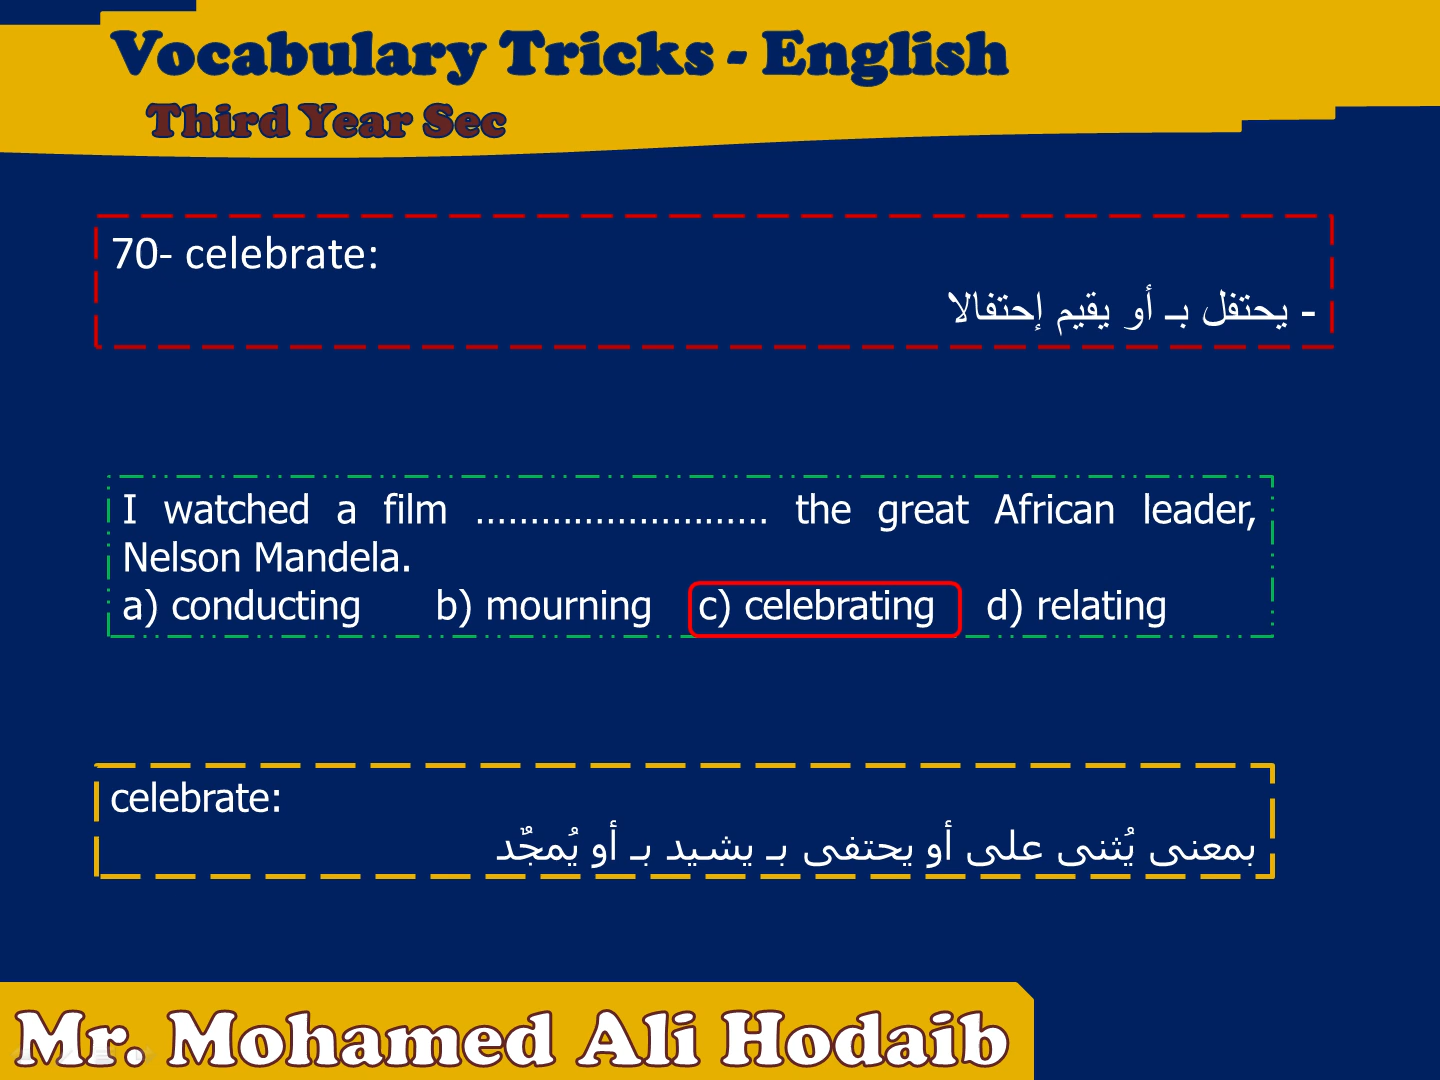 Vocabulary Tricks - English
Third Year Sec
70- celebrate:
- يحتفل بـ أو يقيم إحتفالا
I watched a film ........................... the great African leader,
Nelson Mandela.
a) conducting b) mourning c) celebrating d) relating
celebrate:
بمعنى يُثنى على أو يحتفى بـ يشـيد بـ أو يُمجٌد
Mr. Mohamed Ali Hodaib